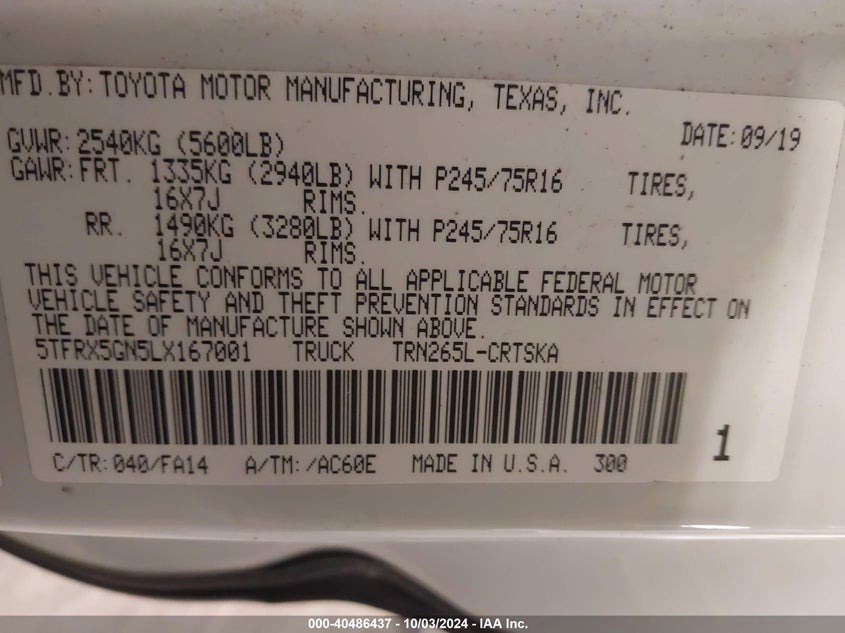 MFD.BY: TOYOTA MOTOR MANUFACTURING, TEXAS, INC.
GVWR: 2540KG (5600LB) DATE: 09/19
GAWR: FRT. 1335KG (2940LB) WITH P245/75R16 TIRES,
16X7J RIMS.
RR. 1490KG (3280LB) WITH P245/75R16 TIRES,
16X7J RIMS.
THIS VEHICLE CONFORMS TO ALL APPLICABLE FEDERAL MOTOR
VEHICLE SAFETY AND THEFT PREVENTION STANDARDS IN EFFECT ON
THE DATE OF MANUFACTURE SHOWN ABOVE.
5TFRX5GN5LX167001 TRUCK TRN265L-CRTSKA
C/TR: 040/FA14 A/TM: /AC60E MADE IN U.S.A. 300 1
000-40486437 - 10/03/2024 - IAA Inc.